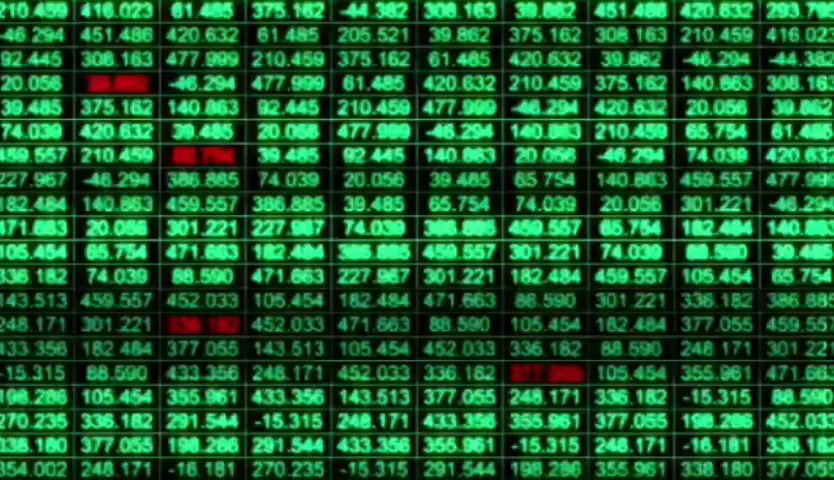 210.459 416.023 61.485 375.162 -44.382 308.163 39.862 451.486 420.632
-46.294 451.486 420.632 61.485 205.521 39.862 375.162 308.163 210.459 416.023
92.445 308.163 477.999 210.459 375.162 61.485 420.632 39.862 -46.294 -44.382
20.056 -46.294 477.999 61.485 420.632 210.459 375.162 140.863 308.163
39.485 375.162 140.863 92.445 210.459 477.999 -46.294 420.632 20.056 39.862
74.039 420.632 39.485 20.056 477.999 -46.294 140.863 210.459 65.754 61.485
459.557 210.459 39.485 92.445 140.863 20.056 -46.294 74.039 420.632
227.967 -46.294 386.885 74.039 20.056 39.485 65.754 140.863 459.557 477.999
182.484 140.863 459.557 386.885 39.485 65.754 74.039 20.056 301.221 -46.294
471.663 20.056 301.221 227.967 74.039 386.885 459.557 65.754 182.484 140.863
105.454 65.754 471.663 182.484 386.885 459.557 301.221 74.039 88.590 39.485
336.182 74.039 88.590 471.663 227.967 301.221 182.484 459.557 105.454 65.754
143.513 459.557 452.033 105.454 182.484 471.663 88.590 301.221 336.182 386.885
248.171 301.221 452.033 471.663 88.590 105.454 182.484 377.055 459.557
433.356 182.484 377.055 143.513 105.454 452.033 336.182 88.590 248.171 301.221
-15.315 88.590 433.356 248.171 452.033 336.182 105.454 355.961 471.663
198.286 105.454 355.961 433.356 143.513 377.055 248.171 336.182 -15.315 88.590
270.235 336.182 291.544 -15.315 248.171 433.356 355.961 377.055 198.286 452.033
338.180 377.055 198.286 291.544 433.356 355.961 -15.315 248.171 -16.181 336.182
354.002 248.171 -16.181 270.235 -15.315 291.544 198.286 355.961 338.180 377.055